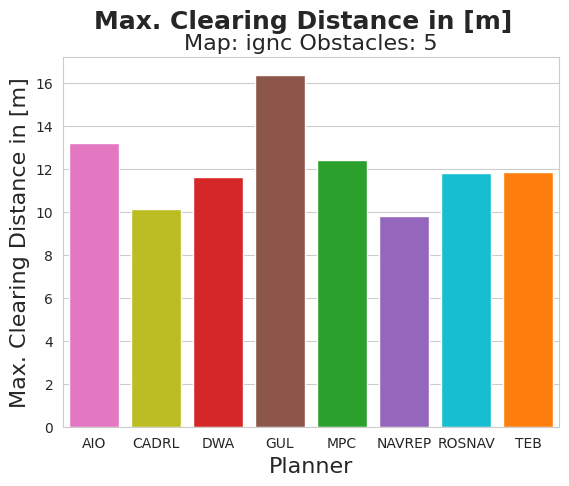 Max. Clearing Distance in [m]
Map: ignc Obstacles: 5
Max. Clearing Distance in [m]
16
14
12
10
8
6
4
2
0
AIO CADRL DWA GUL MPC NAVREP ROSNAV TEB
Planner